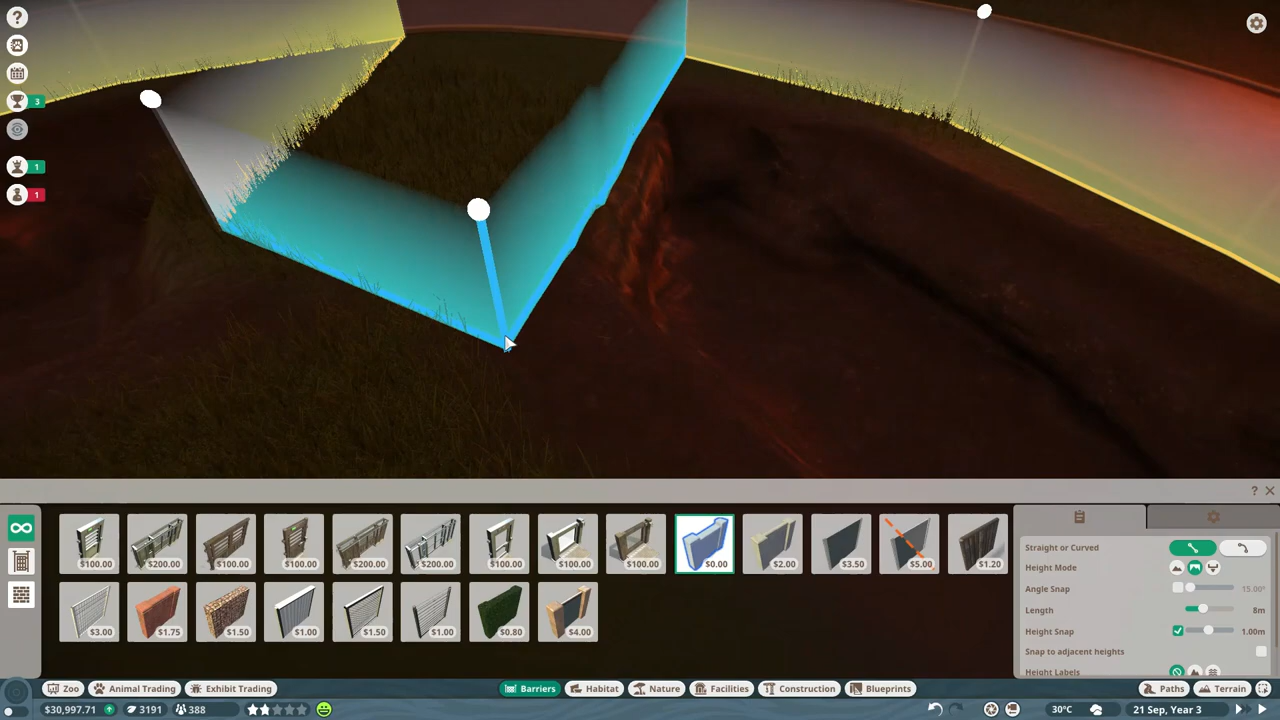 ?
3
1
1
?
$100.00 $200.00 $100.00 $100.00 $200.00 $200.00 $100.00 $100.00 $100.00 $0.00 $2.00 $3.50 $5.00 $1.20
$3.00 $1.75 $1.50 $1.00 $1.50 $1.00 $0.80 $4.00
Straight or Curved
Height Mode
Angle Snap 15.00°
Length 8m
Height Snap 1.00m
Snap to adjacent heights
Height Labels
Zoo Animal Trading Exhibit Trading Barriers Habitat Nature Facilities Construction Blueprints Paths Terrain
$30,997.71 3191 388 30°C 21 Sep, Year 3